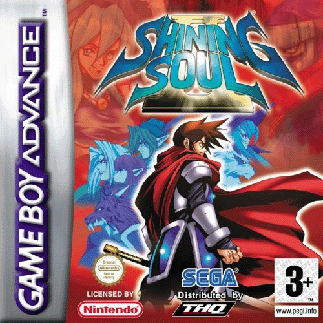 GAME BOY ADVANCE
SHINING
SOUL
II
SEGA
Distributed by
THQ
LICENSED BY
Nintendo
3+
www.pegi.info